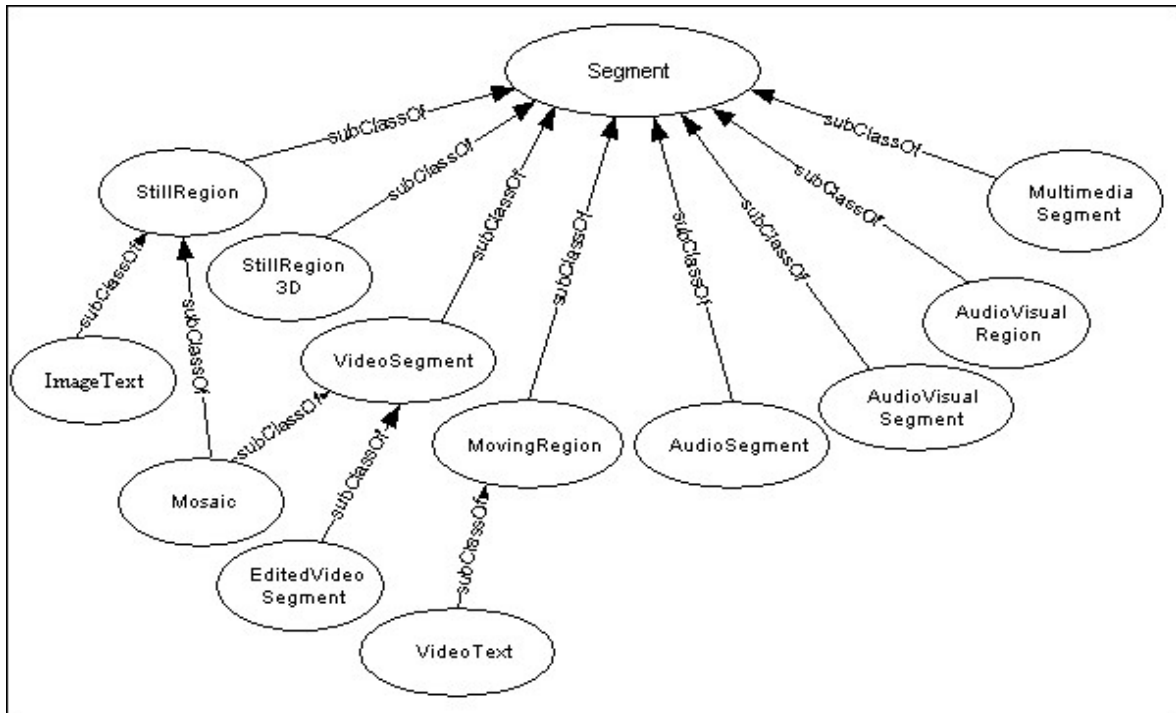 Segment
subClassOf
subClassOf
subClassOf
subClassOf
subClassOf
subClassOf
subClassOf
subClassOf
StillRegion
StillRegion
3D
Multimedia
Segment
AudioVisual
Region
subClassOf
subClassOf
ImageText
VideoSegment
AudioVisual
Segment
subClassOf
subClassOf
MovingRegion
AudioSegment
Mosaic
subClassOf
EditedVideo
Segment
VideoText